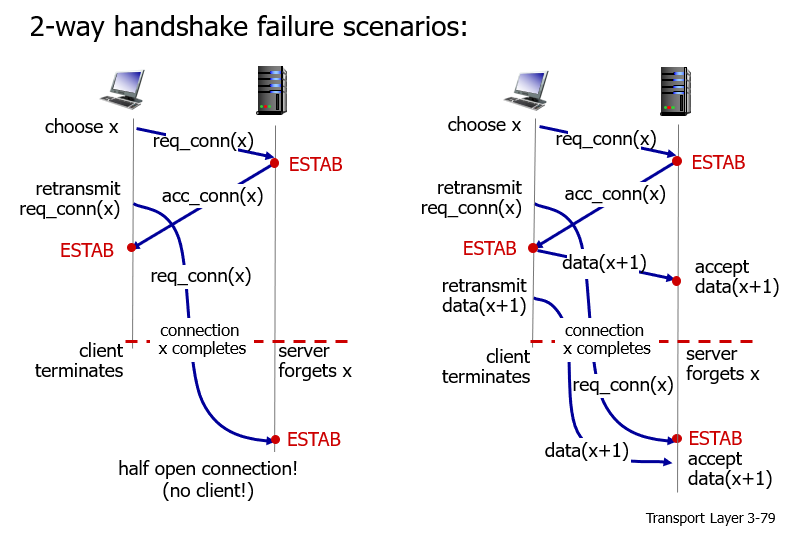 2-way handshake failure scenarios:
choose x
req_conn(x)
ESTAB
retransmit
req_conn(x)
acc_conn(x)
ESTAB
req_conn(x)
connection
x completes
client
terminates
server
forgets x
ESTAB
half open connection!
(no client!)
choose x
req_conn(x)
ESTAB
retransmit
req_conn(x)
acc_conn(x)
ESTAB
data(x+1)
accept
data(x+1)
retransmit
data(x+1)
connection
x completes
client
terminates
server
forgets x
req_conn(x)
ESTAB
data(x+1)
accept
data(x+1)
Transport Layer 3-79